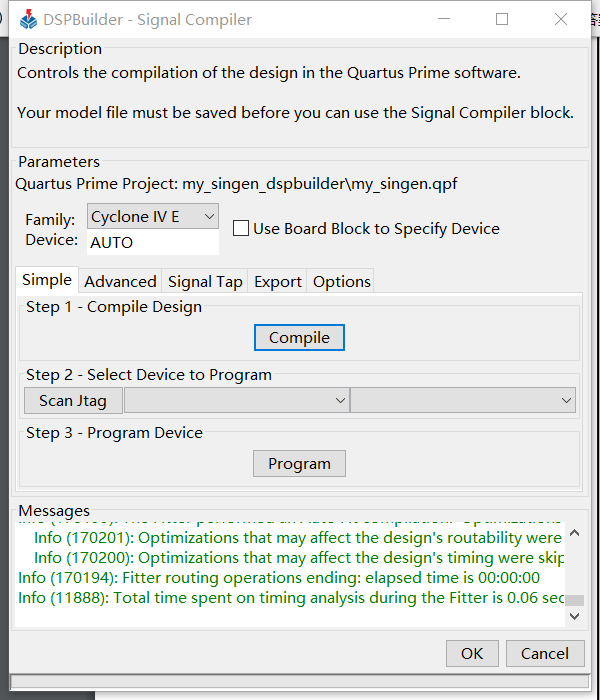 DSPBuilder - Signal Compiler
Description
Controls the compilation of the design in the Quartus Prime software.
Your model file must be saved before you can use the Signal Compiler block.
Parameters
Quartus Prime Project: my_singen_dspbuilder\my_singen.qpf
Family: Cyclone IV E
Device: AUTO
Use Board Block to Specify Device
Simple Advanced Signal Tap Export Options
Step 1 - Compile Design
Compile
Step 2 - Select Device to Program
Scan Jtag
Step 3 - Program Device
Program
Messages
Info (170201): Optimizations that may affect the design's routability were
Info (170200): Optimizations that may affect the design's timing were skip
Info (170194): Fitter routing operations ending: elapsed time is 00:00:00
Info (11888): Total time spent on timing analysis during the Fitter is 0.06 sec
OK Cancel